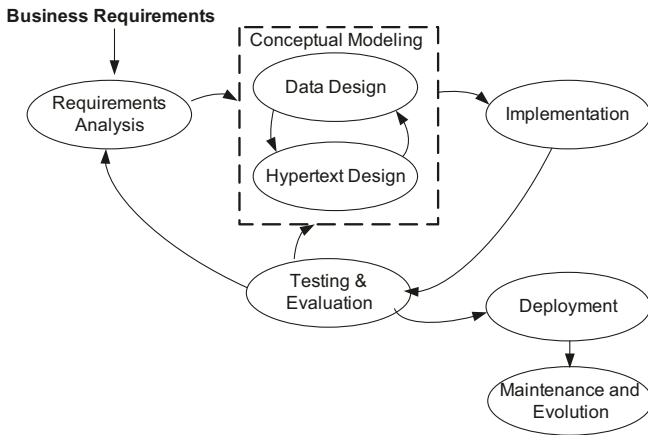 Business Requirements
Conceptual Modeling
Data Design
Requirements
Analysis
Implementation
Hypertext Design
Testing &
Evaluation
Deployment
Maintenance and
Evolution